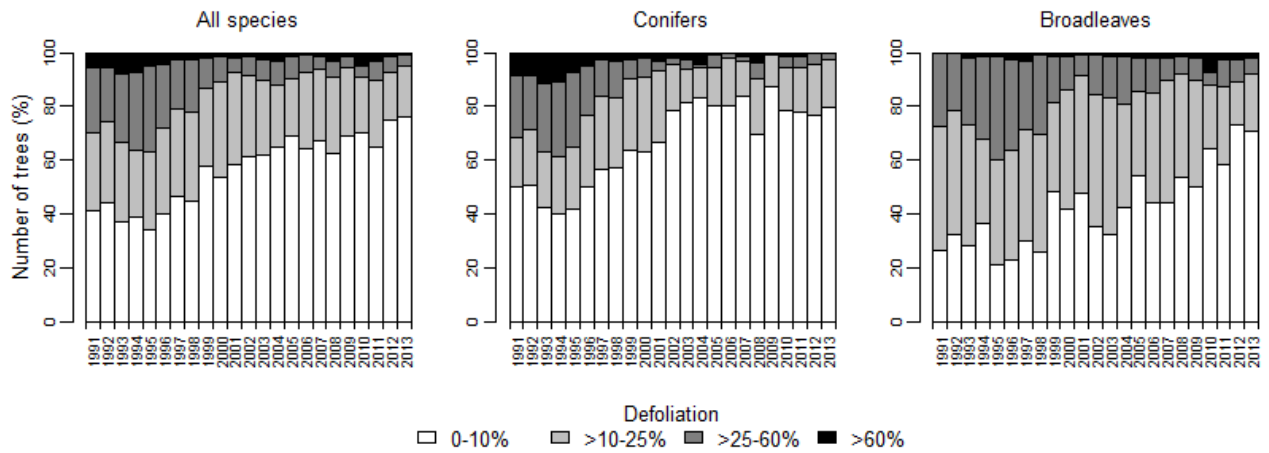 All species Conifers Broadleaves
Number of trees (%)
0 20 40 60 80 100
0 20 40 60 80 100
0 20 40 60 80 100
1991 1992 1993 1994 1995 1996 1997 1998 1999 2000 2001 2002 2003 2004 2005 2006 2007 2008 2009 2010 2011 2012 2013
1991 1992 1993 1994 1995 1996 1997 1998 1999 2000 2001 2002 2003 2004 2005 2006 2007 2008 2009 2010 2011 2012 2013
1991 1992 1993 1994 1995 1996 1997 1998 1999 2000 2001 2002 2003 2004 2005 2006 2007 2008 2009 2010 2011 2012 2013
Defoliation
0-10% >10-25% >25-60% >60%